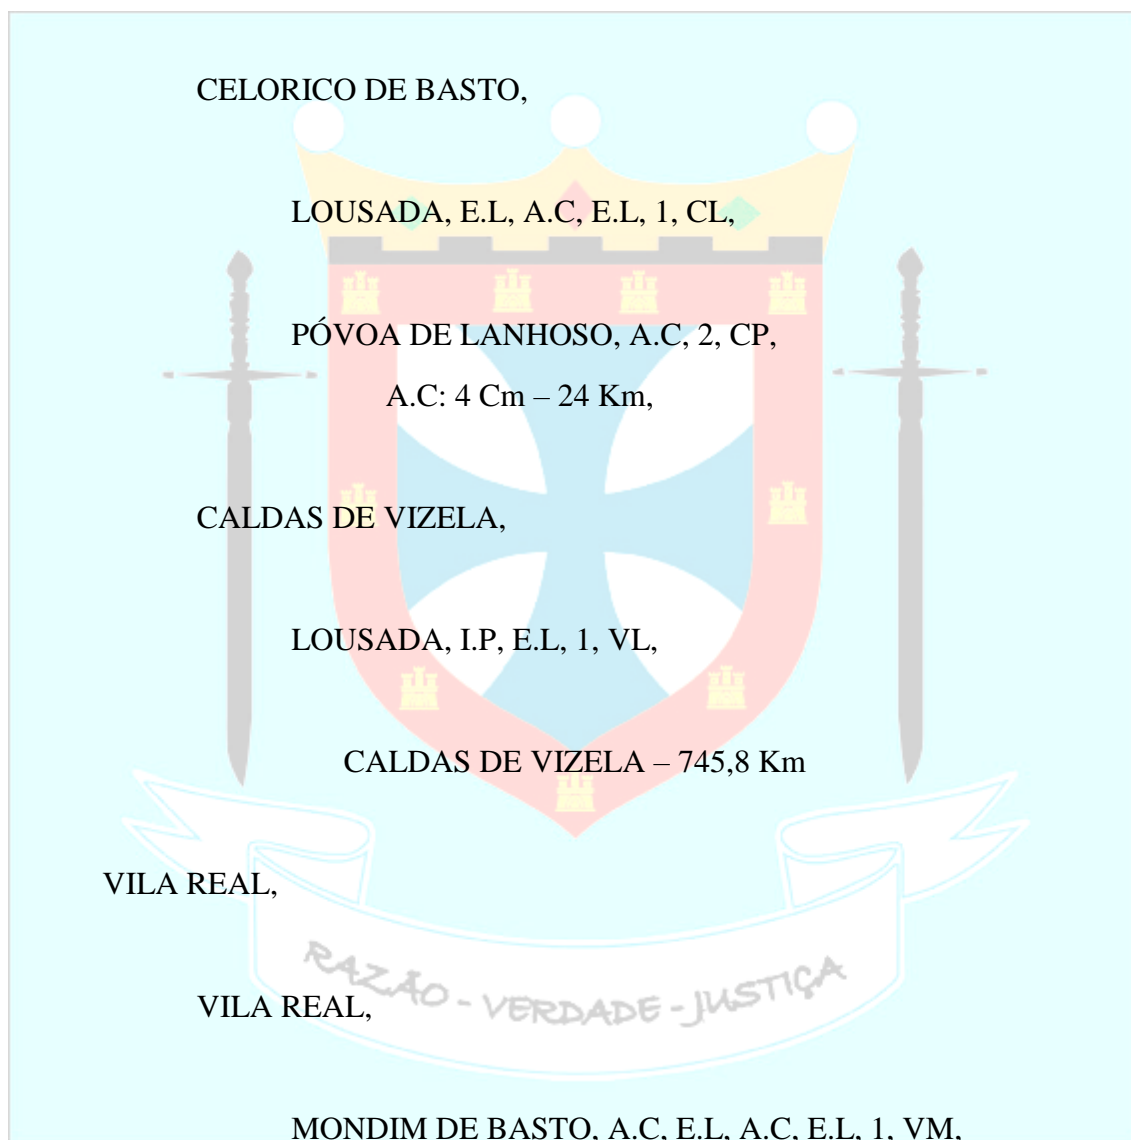 CELORICO DE BASTO,
LOUSADA, E.L, A.C, E.L, 1, CL,
PÓVOA DE LANHOSO, A.C, 2, CP,
A.C: 4 Cm – 24 Km,
CALDAS DE VIZELA,
LOUSADA, I.P, E.L, 1, VL,
CALDAS DE VIZELA – 745,8 Km
VILA REAL,
RAZÃO - VERDADE - JUSTIÇA
VILA REAL,
MONDIM DE BASTO, A.C, E.L, A.C, E.L, 1, VM,